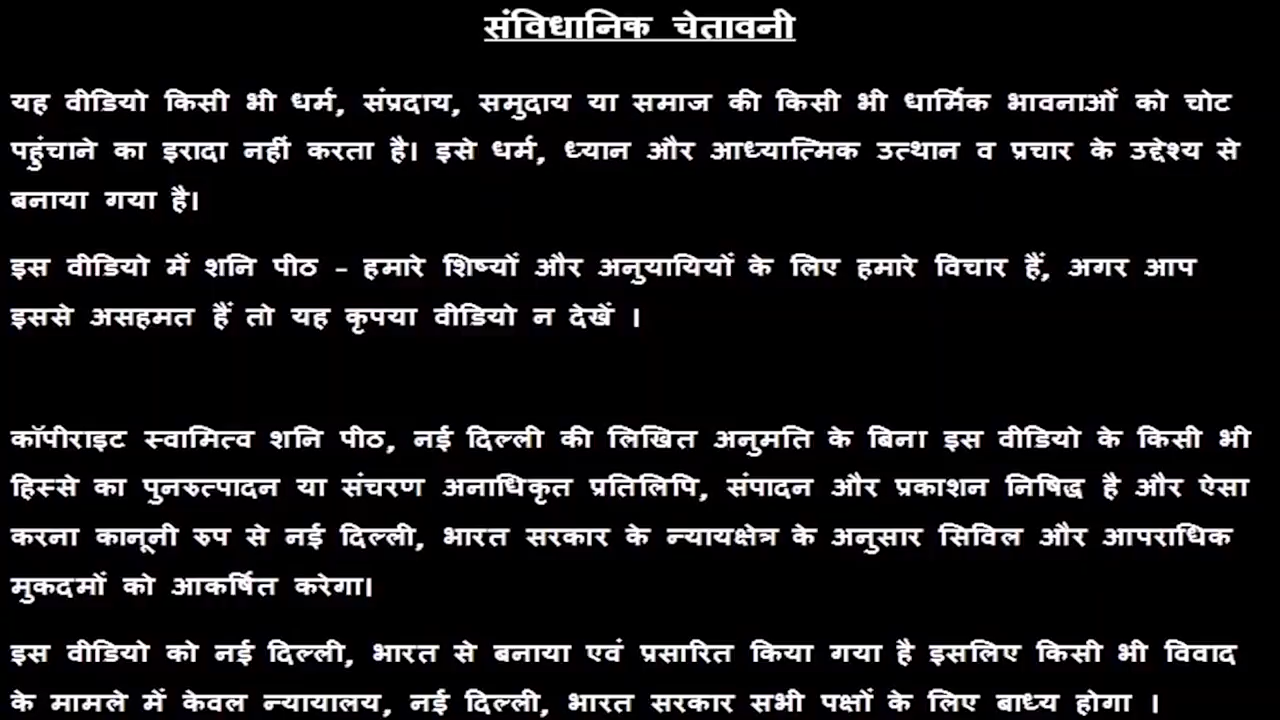 संविधानिक चेतावनी
यह वीडियो किसी भी धर्म, संप्रदाय, समुदाय या समाज की किसी भी धार्मिक भावनाओं को चोट
पहुंचाने का इरादा नहीं करता है। इसे धर्म, ध्यान और आध्यात्मिक उत्थान व प्रचार के उद्देश्य से
बनाया गया है।
इस वीडियो में शनि पीठ – हमारे शिष्यों और अनुयायियों के लिए हमारे विचार हैं, अगर आप
इससे असहमत हैं तो यह कृपया वीडियो न देखें ।
कॉपीराइट स्वामित्व शनि पीठ, नई दिल्ली की लिखित अनुमति के बिना इस वीडियो के किसी भी
हिस्से का पुनरुत्पादन या संचरण अनाधिकृत प्रतिलिपि, संपादन और प्रकाशन निषिद्ध है और ऐसा
करना कानूनी रुप से नई दिल्ली, भारत सरकार के न्यायक्षेत्र के अनुसार सिविल और आपराधिक
मुकदमों को आकर्षित करेगा।
इस वीडियो को नई दिल्ली, भारत से बनाया एवं प्रसारित किया गया है इसलिए किसी भी विवाद
के मामले में केवल न्यायालय, नई दिल्ली, भारत सरकार सभी पक्षों के लिए बाध्य होगा ।